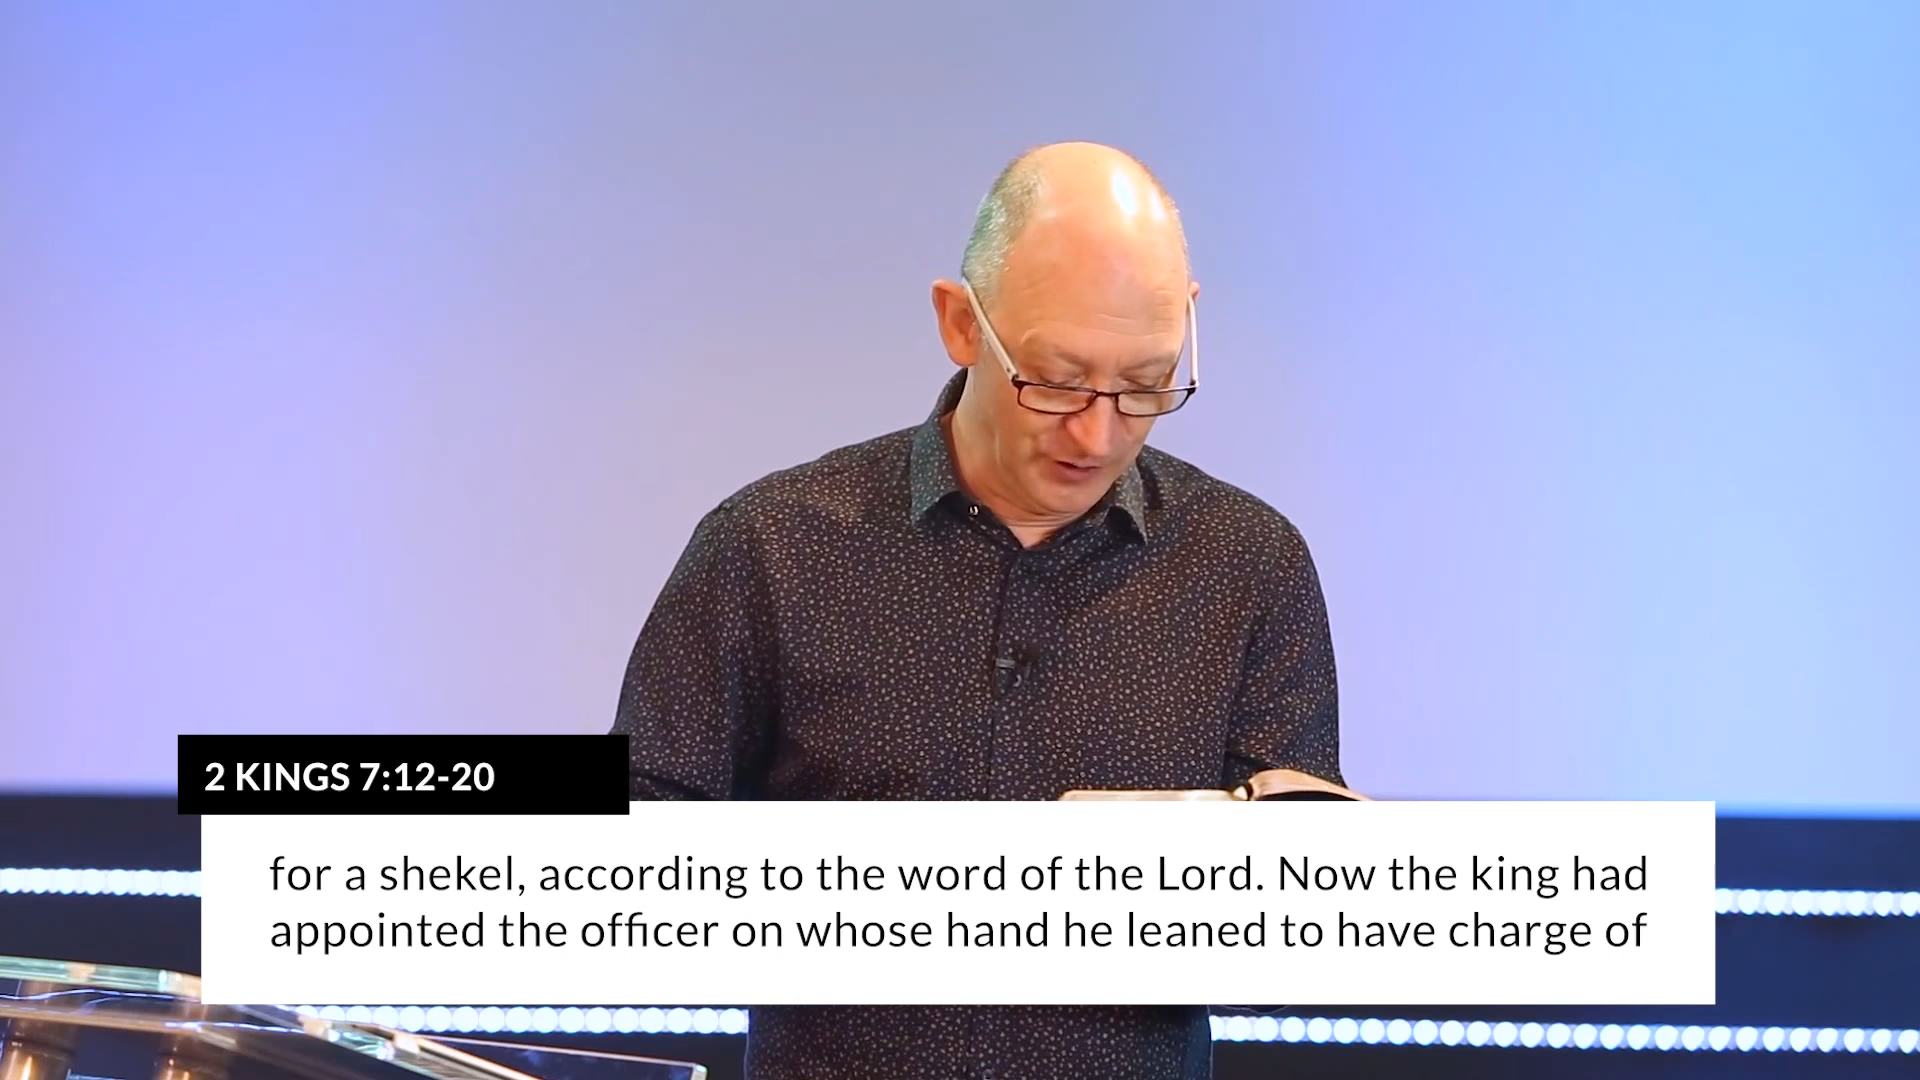 2 KINGS 7:12-20
for a shekel, according to the word of the Lord. Now the king had
appointed the officer on whose hand he leaned to have charge of